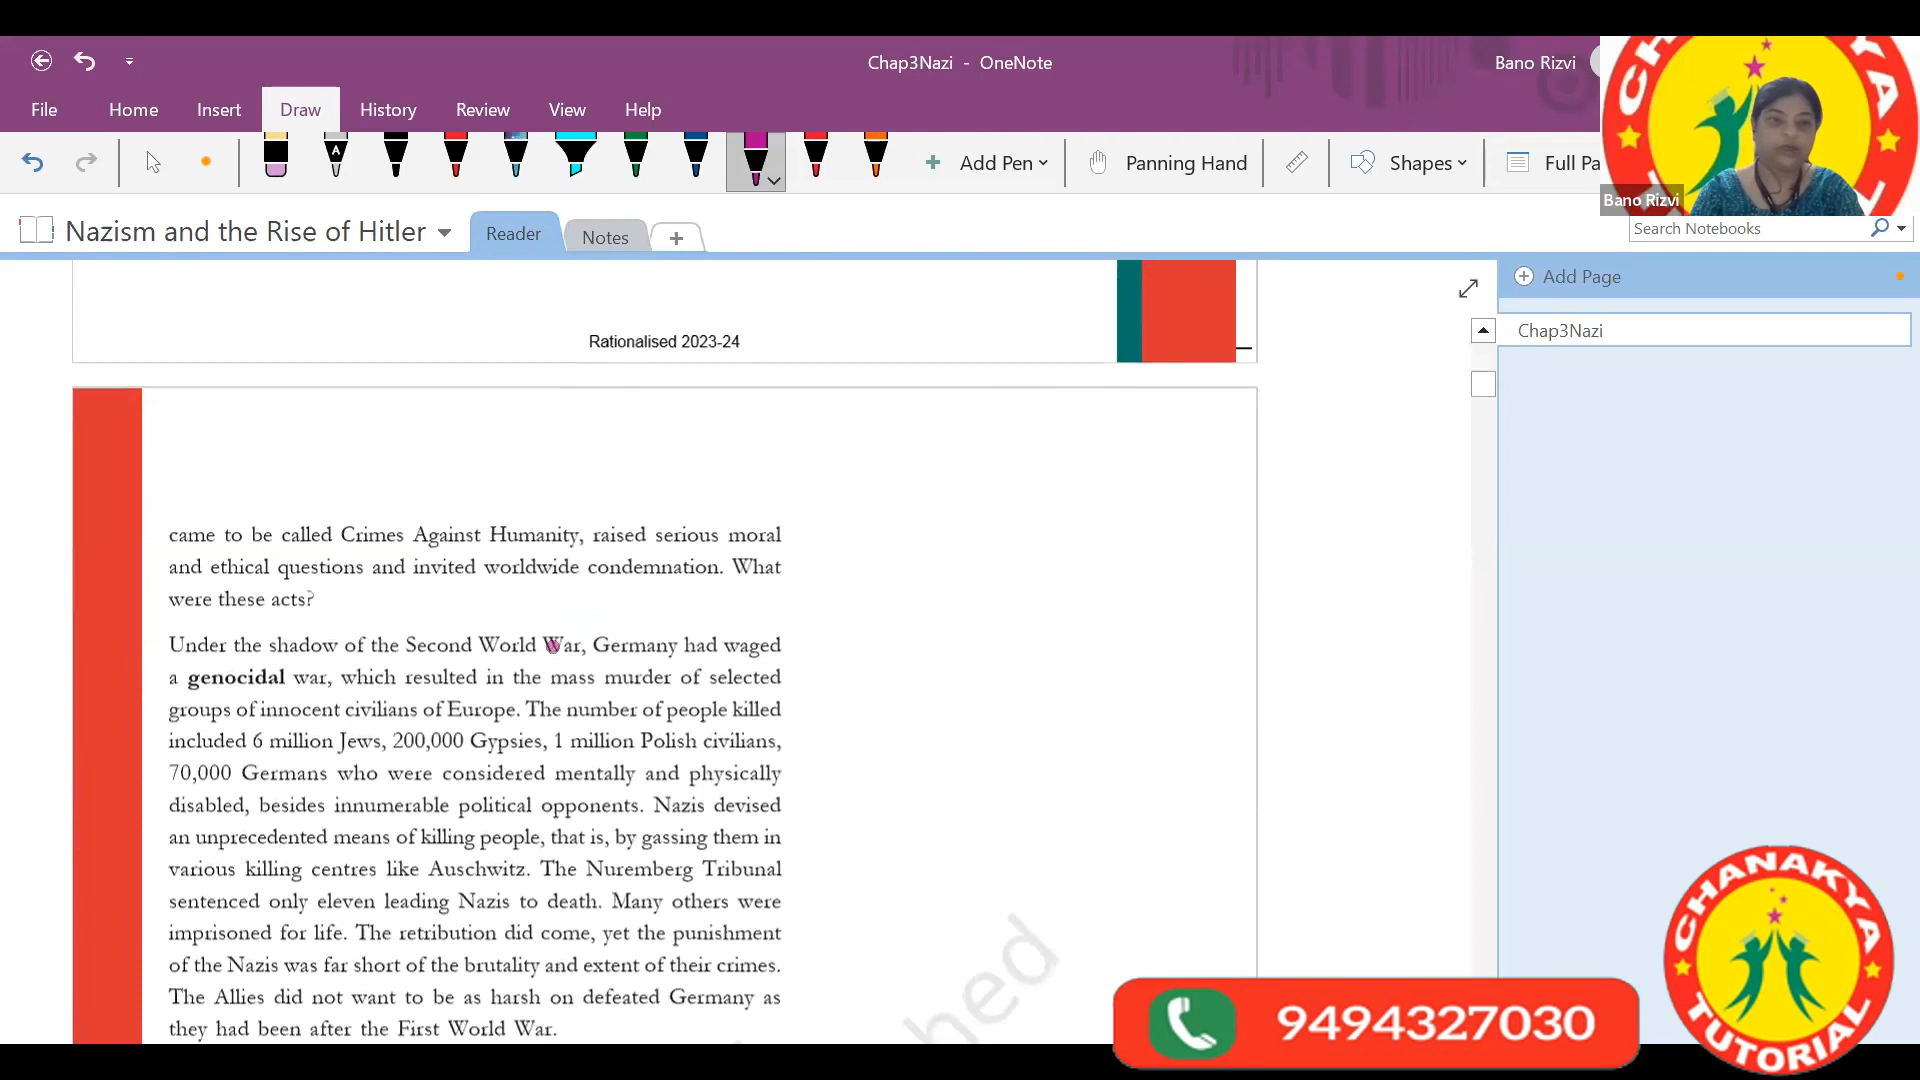 Chap3Nazi - OneNote
Bano Rizvi
File Home Insert Draw History Review View Help
A
Add Pen
Panning Hand
Shapes
Full Pa
Bano Rizvi
Nazism and the Rise of Hitler
Reader
Notes
Search Notebooks
Add Page
Chap3Nazi
Rationalised 2023-24
came to be called Crimes Against Humanity, raised serious moral
and ethical questions and invited worldwide condemnation. What
were these acts?
Under the shadow of the Second World War, Germany had waged
a genocidal war, which resulted in the mass murder of selected
groups of innocent civilians of Europe. The number of people killed
included 6 million Jews, 200,000 Gypsies, 1 million Polish civilians,
70,000 Germans who were considered mentally and physically
disabled, besides innumerable political opponents. Nazis devised
an unprecedented means of killing people, that is, by gassing them in
various killing centres like Auschwitz. The Nuremberg Tribunal
sentenced only eleven leading Nazis to death. Many others were
imprisoned for life. The retribution did come, yet the punishment
of the Nazis was far short of the brutality and extent of their crimes.
The Allies did not want to be as harsh on defeated Germany as
they had been after the First World War.
hed
9494327030
CHANAKYA
TUTORIAL